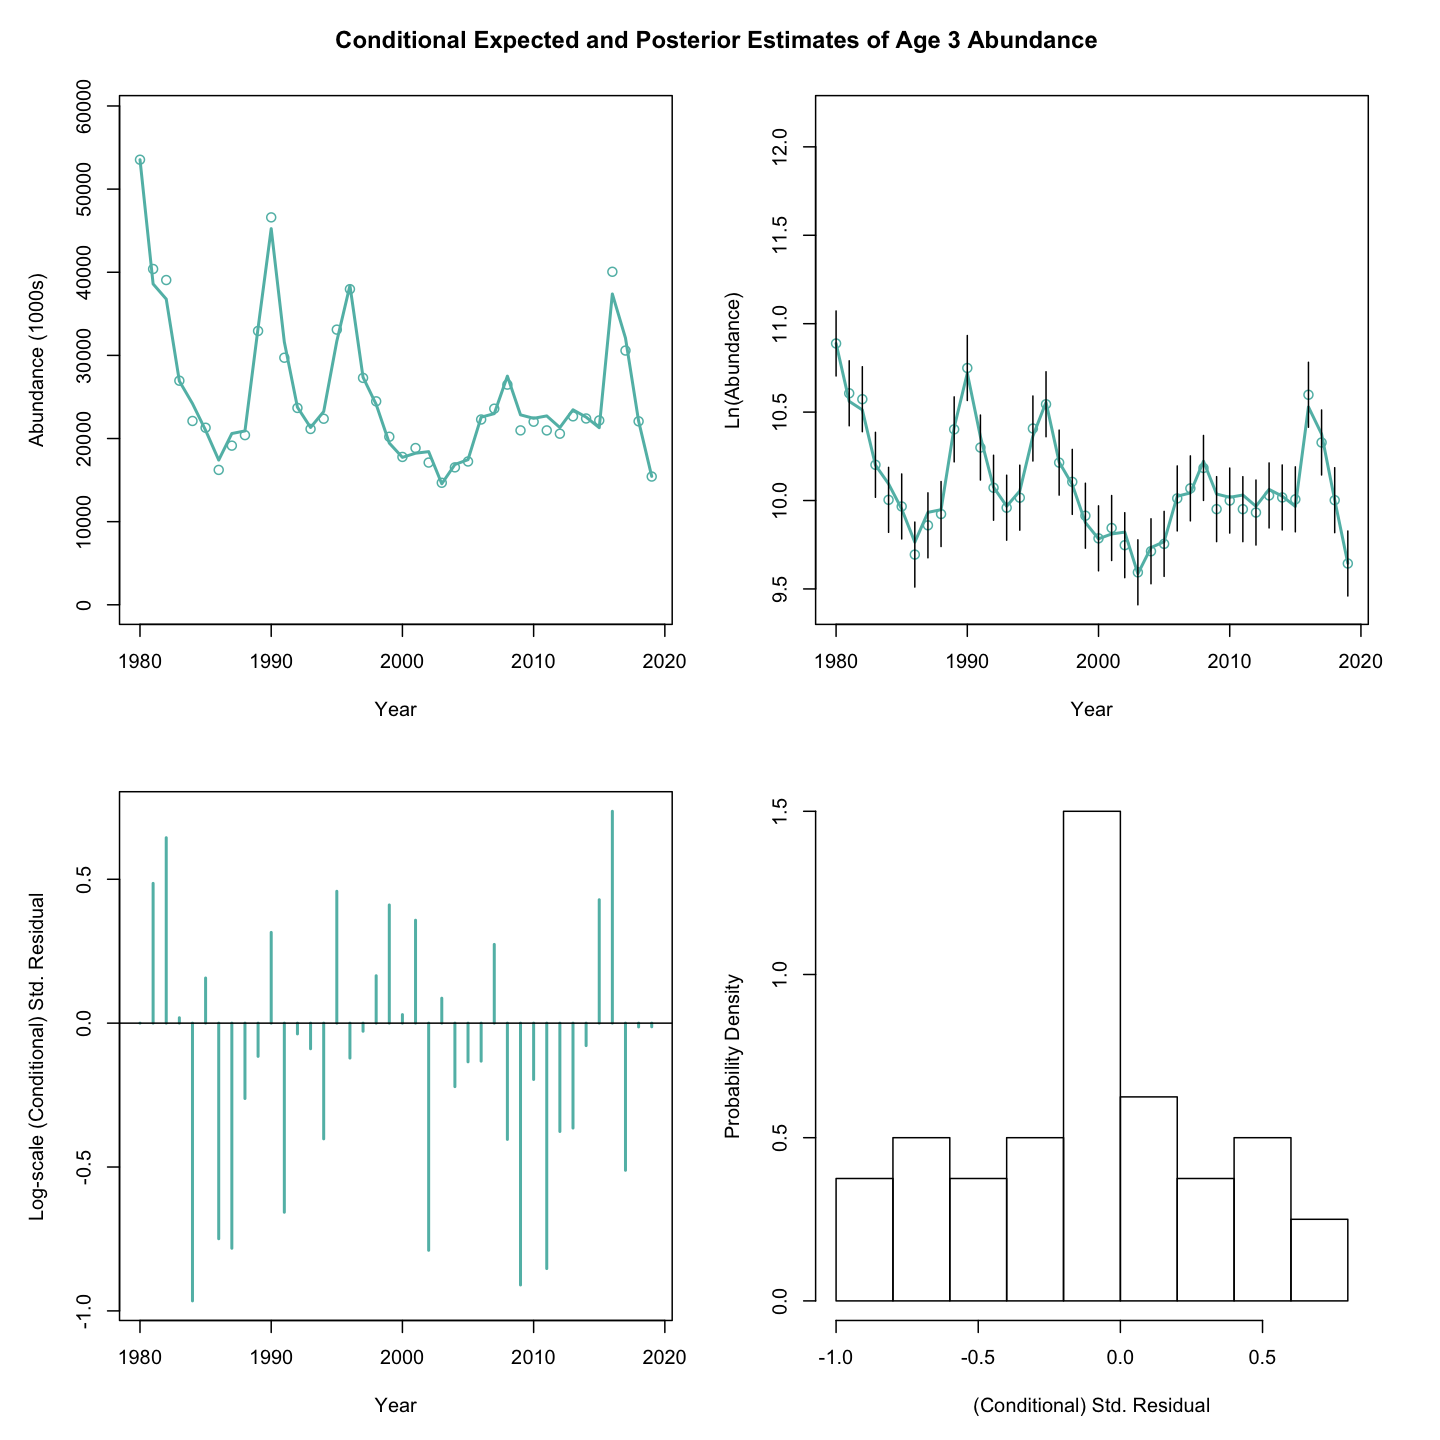 Conditional Expected and Posterior Estimates of Age 3 Abundance
Abundance (1000s)
60000
50000
40000
30000
20000
10000
0
1980 1990 2000 2010 2020
Year
Ln(Abundance)
12.0
11.5
11.0
10.5
10.0
9.5
1980 1990 2000 2010 2020
Year
Log-scale (Conditional) Std. Residual
0.5
0.0
-0.5
-1.0
1980 1990 2000 2010 2020
Year
Probability Density
1.5
1.0
0.5
0.0
-1.0 -0.5 0.0 0.5
(Conditional) Std. Residual